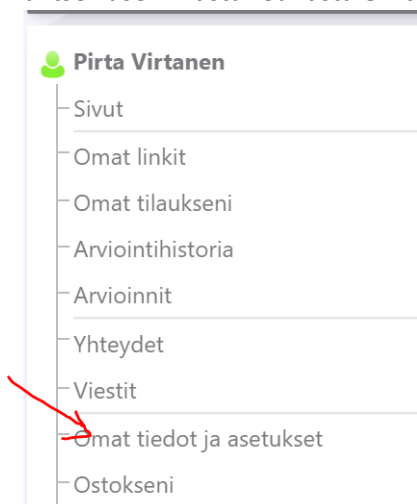 Pirta Virtanen
Sivut
Omat linkit
Omat tilaukseni
Arviointihistoria
Arvioinnit
Yhteydet
Viestit
Omat tiedot ja asetukset
Ostokseni